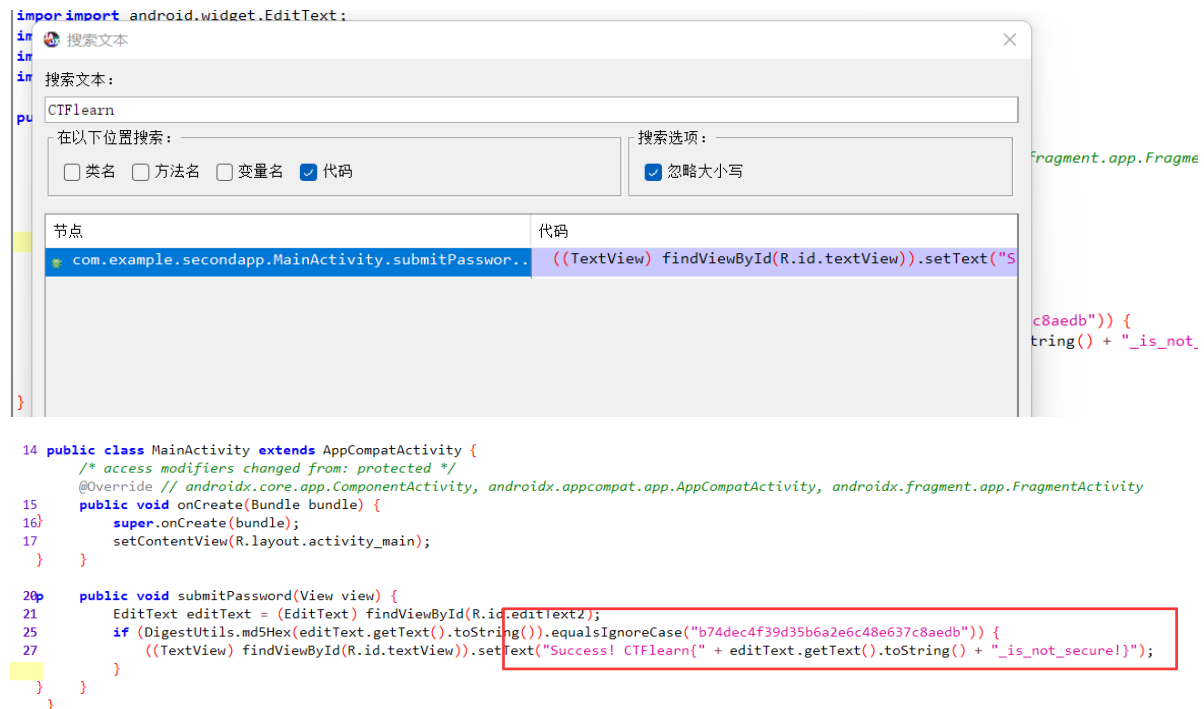 impor import android.widget.EditText;
im
搜索文本
im
im
搜索文本:
CTFlearn
pu
在以下位置搜索:
搜索选项:
fragment.app.Fragme
类名 方法名 变量名 代码
忽略大小写
节点 代码
com.example.secondapp.MainActivity.submitPasswor.. ((TextView) findViewById(R.id.textView)).setText("S
c8aedb")) {
tring() + "_is_not_
}
14 public class MainActivity extends AppCompatActivity {
/* access modifiers changed from: protected */
@Override // androidx.core.app.ComponentActivity, androidx.appcompat.app.AppCompatActivity, androidx.fragment.app.FragmentActivity
15 public void onCreate(Bundle bundle) {
16} super.onCreate(bundle);
17 setContentView(R.layout.activity_main);
} }
20p public void submitPassword(View view) {
21 EditText editText = (EditText) findViewById(R.id.editText2);
25 if (DigestUtils.md5Hex(editText.getText().toString()).equalsIgnoreCase("b74dec4f39d35b6a2e6c48e637c8aedb")) {
27 ((TextView) findViewById(R.id.textView)).setText("Success! CTFlearn{" + editText.getText().toString() + "_is_not_secure!}");
}
} }
}